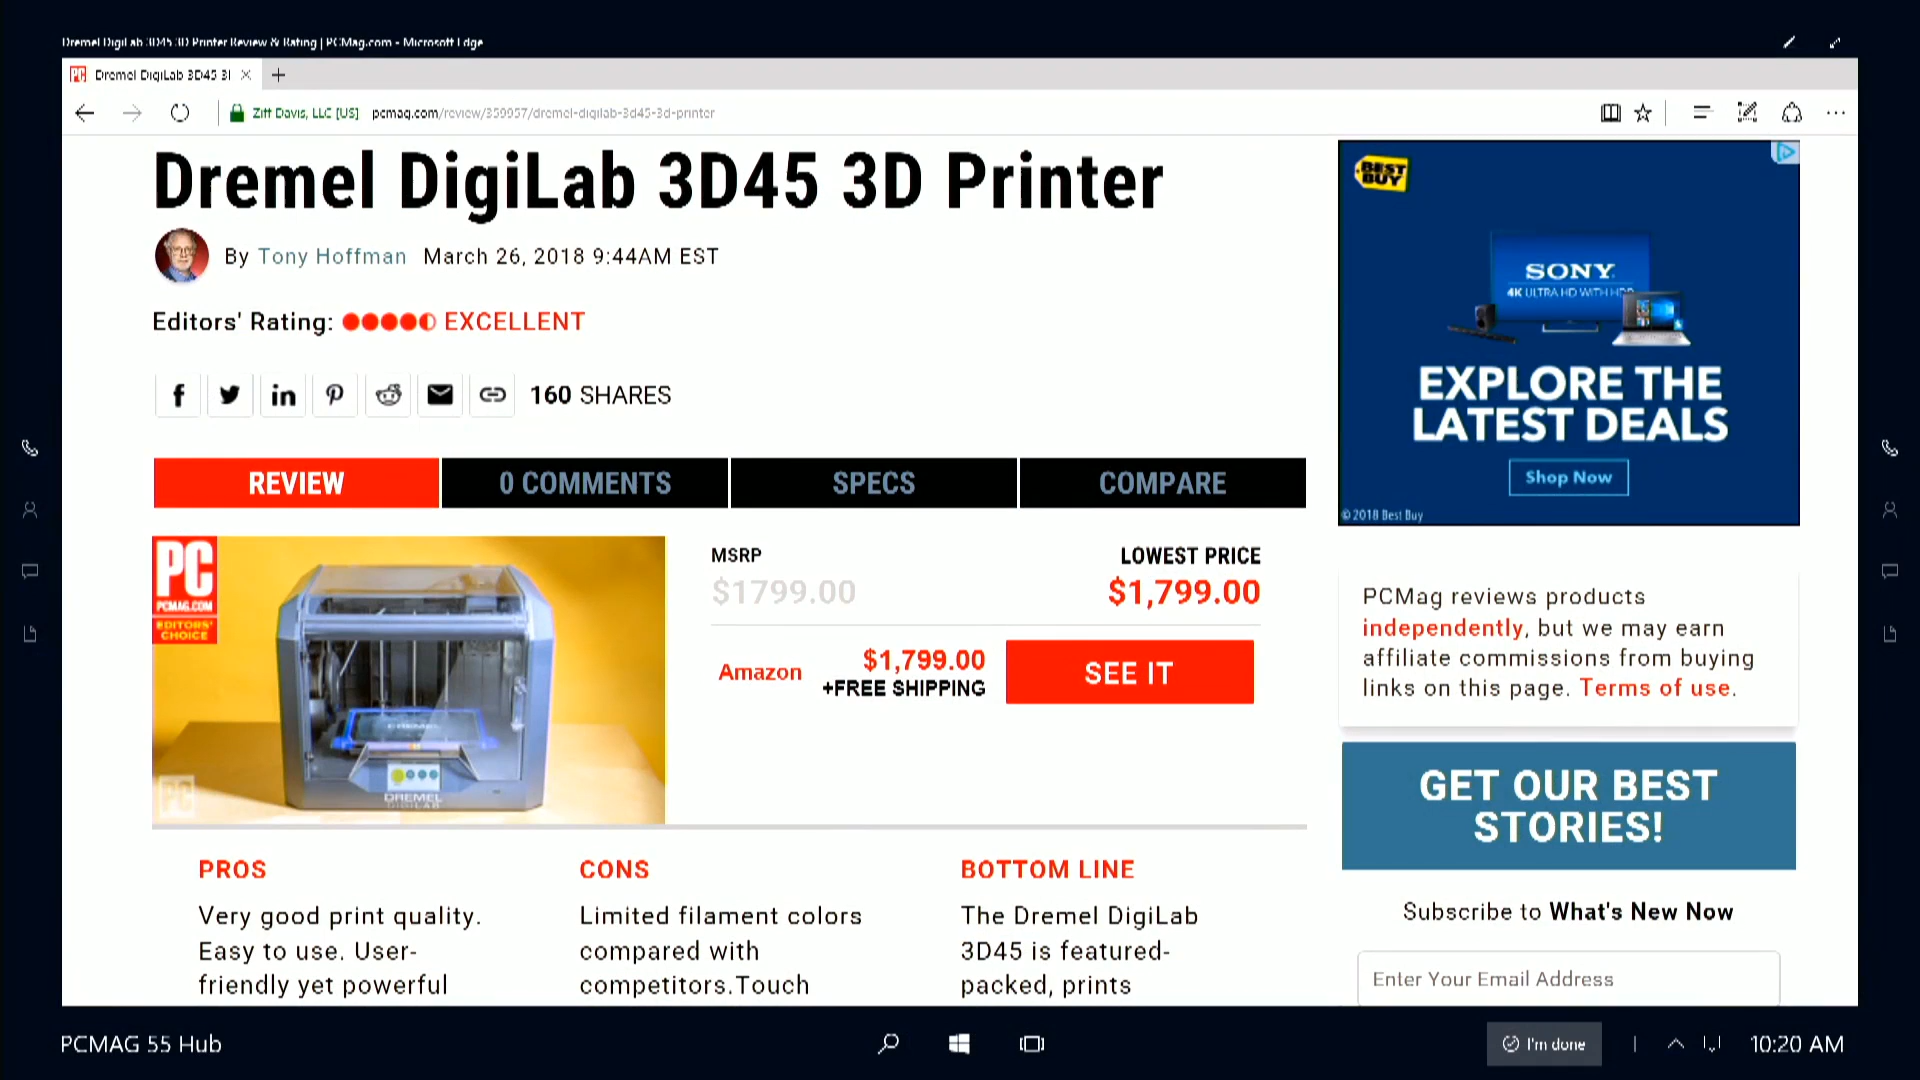 Dremel DigiLab 3D45 3D Printer Review & Rating | PCMag.com - Microsoft Edge
PC Dremel DigiLab 3D45 3I
Ziff Davis, LLC [US] pcmag.com/review/359957/dremel-digilab-3d45-3d-printer
Dremel DigiLab 3D45 3D Printer
By Tony Hoffman March 26, 2018 9:44AM EST
Editors' Rating: EXCELLENT
160 SHARES
REVIEW
0 COMMENTS
SPECS
COMPARE
PC
PCMAG.COM
EDITORS'
CHOICE
DREMEL
DIGILAB
PC
MSRP
$1799.00
LOWEST PRICE
$1,799.00
Amazon
$1,799.00
+FREE SHIPPING
SEE IT
PROS
Very good print quality.
Easy to use. User-
friendly yet powerful
CONS
Limited filament colors
compared with
competitors.Touch
BOTTOM LINE
The Dremel DigiLab
3D45 is featured-
packed, prints
BEST
BUY
SONY
4K ULTRA HD WITH HDR
EXPLORE THE
LATEST DEALS
Shop Now
© 2018 Best Buy
PCMag reviews products
independently, but we may earn
affiliate commissions from buying
links on this page. Terms of use.
GET OUR BEST
STORIES!
Subscribe to What's New Now
Enter Your Email Address
PCMAG 55 Hub
I'm done
10:20 AM